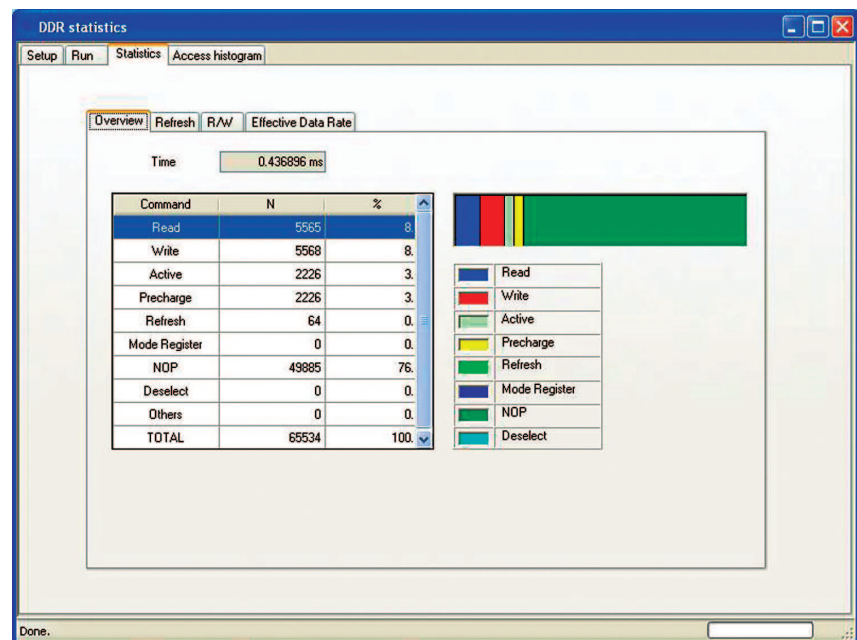 DDR statistics
Setup Run Statistics Access histogram
Overview Refresh R/W Effective Data Rate
Time 0.436896 ms
Command N %
Read 5565 8.
Write 5568 8.
Active 2226 3.
Precharge 2226 3.
Refresh 64 0.
Mode Register 0 0.
NOP 49885 76.
Deselect 0 0.
Others 0 0.
TOTAL 65534 100.
Read
Write
Active
Precharge
Refresh
Mode Register
NOP
Deselect
Done.